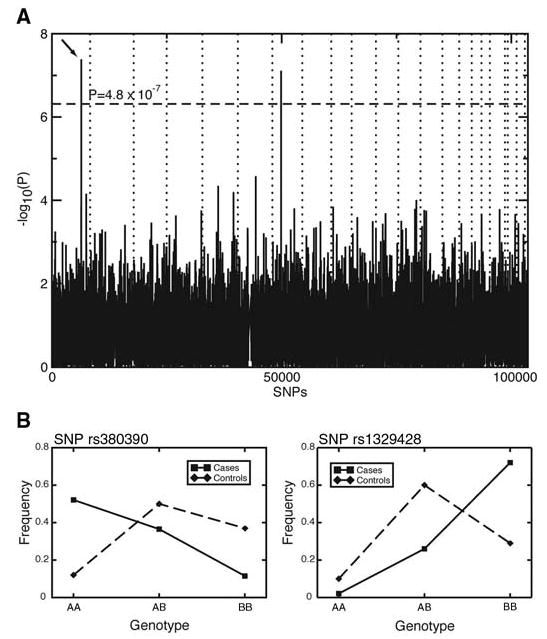 A
8
P=4.8 x 10-7
6
4
2
0
-log10(P)
0 50000 100000
SNPs
B
SNP rs380390
0.8
0.6
0.4
0.2
0
Frequency
Cases
Controls
AA AB BB
Genotype
SNP rs1329428
0.8
0.6
0.4
0.2
0
Frequency
Cases
Controls
AA AB BB
Genotype